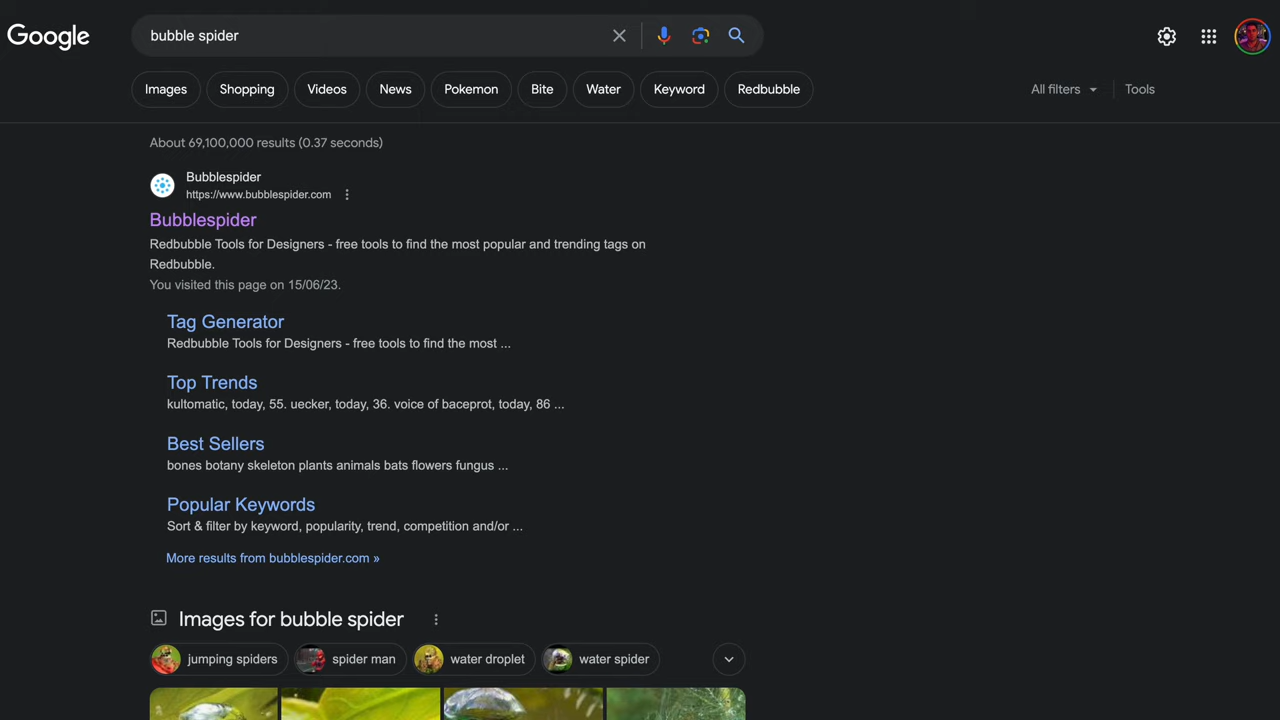 Google
bubble spider
Images
Shopping
Videos
News
Pokemon
Bite
Water
Keyword
Redbubble
All filters
Tools
About 69,100,000 results (0.37 seconds)
Bubblespider
https://www.bubblespider.com
Bubblespider
Redbubble Tools for Designers - free tools to find the most popular and trending tags on
Redbubble.
You visited this page on 15/06/23.
Tag Generator
Redbubble Tools for Designers - free tools to find the most ...
Top Trends
kultomatic, today, 55. uecker, today, 36. voice of baceprot, today, 86 ...
Best Sellers
bones botany skeleton plants animals bats flowers fungus ...
Popular Keywords
Sort & filter by keyword, popularity, trend, competition and/or ...
More results from bubblespider.com »
Images for bubble spider
jumping spiders
spider man
water droplet
water spider